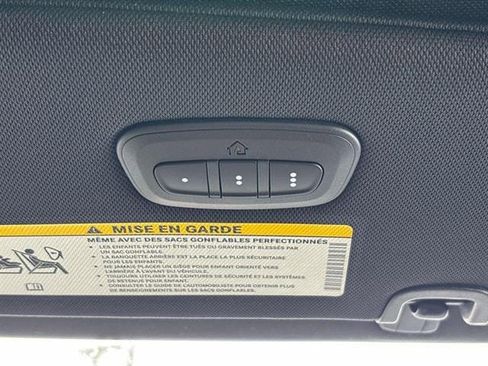 MISE EN GARDE
MÊME AVEC DES SACS GONFLABLES PERFECTIONNÉS
• LES ENFANTS PEUVENT ÊTRE TUÉS OU GRAVEMENT BLESSÉS PAR
UN SAC GONFLABLE.
• LA BANQUETTE ARRIÈRE EST LA PLACE LA PLUS SÉCURITAIRE
POUR LES ENFANTS.
• NE JAMAIS PLACER UN SIÈGE POUR ENFANT ORIENTÉ VERS
L'ARRIÈRE À L'AVANT DU VÉHICULE.
• TOUJOURS UTILISER LES CEINTURES DE SÉCURITÉ ET LES SYSTÈMES
DE RETENUE POUR ENFANT.
• CONSULTER LE GUIDE DE L'AUTOMOBILISTE POUR OBTENIR PLUS
DE RENSEIGNEMENTS SUR LES SACS GONFLABLES.